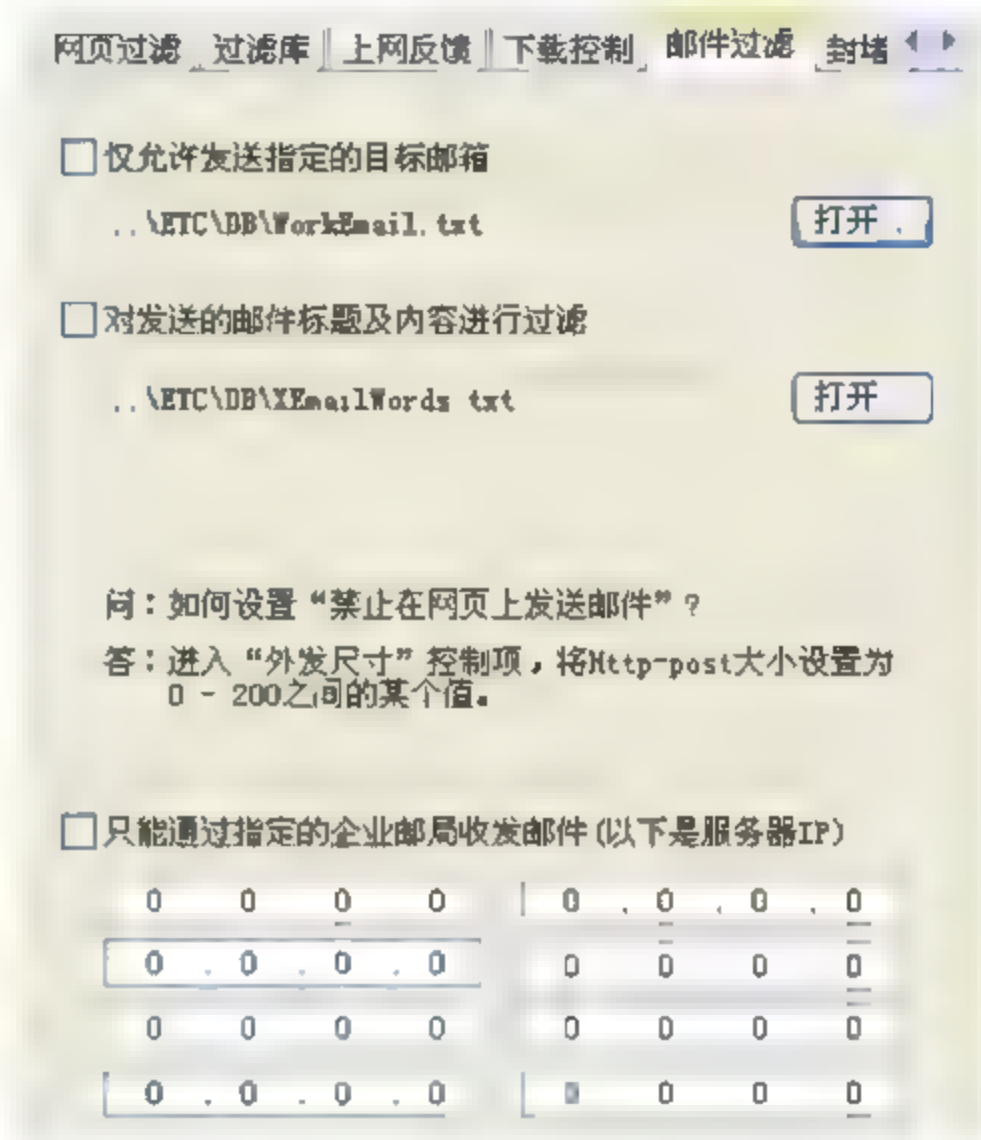 网页过滤 过滤库 上网反馈 下载控制 邮件过滤 封堵
仅允许发送指定的目标邮箱
..\ETC\DB\WorkEmail.txt 打开
对发送的邮件标题及内容进行过滤
..\ETC\DB\XEmailWords txt 打开
问：如何设置“禁止在网页上发送邮件”？
答：进入“外发尺寸”控制项，将Http-post大小设置为
0 - 200之间的某个值。
只能通过指定的企业邮局收发邮件(以下是服务器IP)
0 0 0 0 0 . 0 . 0 . 0
0 . 0 . 0 . 0 0 0 0 0
0 0 0 0 0 0 0 0
0 . 0 . 0 . 0 0 0 0